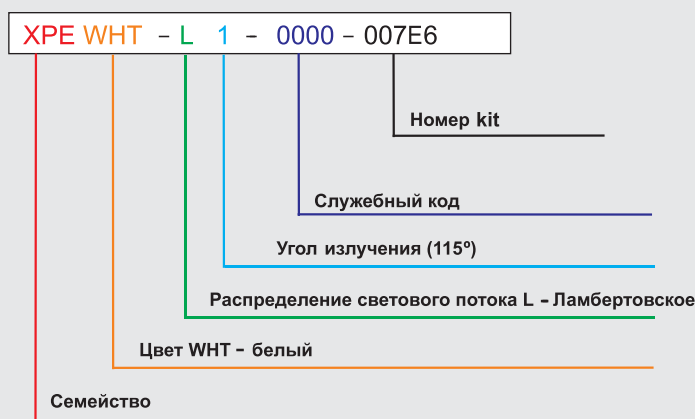 XPE WHT - L 1 - 0000 - 007E6
Номер kit
Служебный код
Угол излучения (115º)
Распределение светового потока L - Ламбертовское
Цвет WHT - белый
Семейство